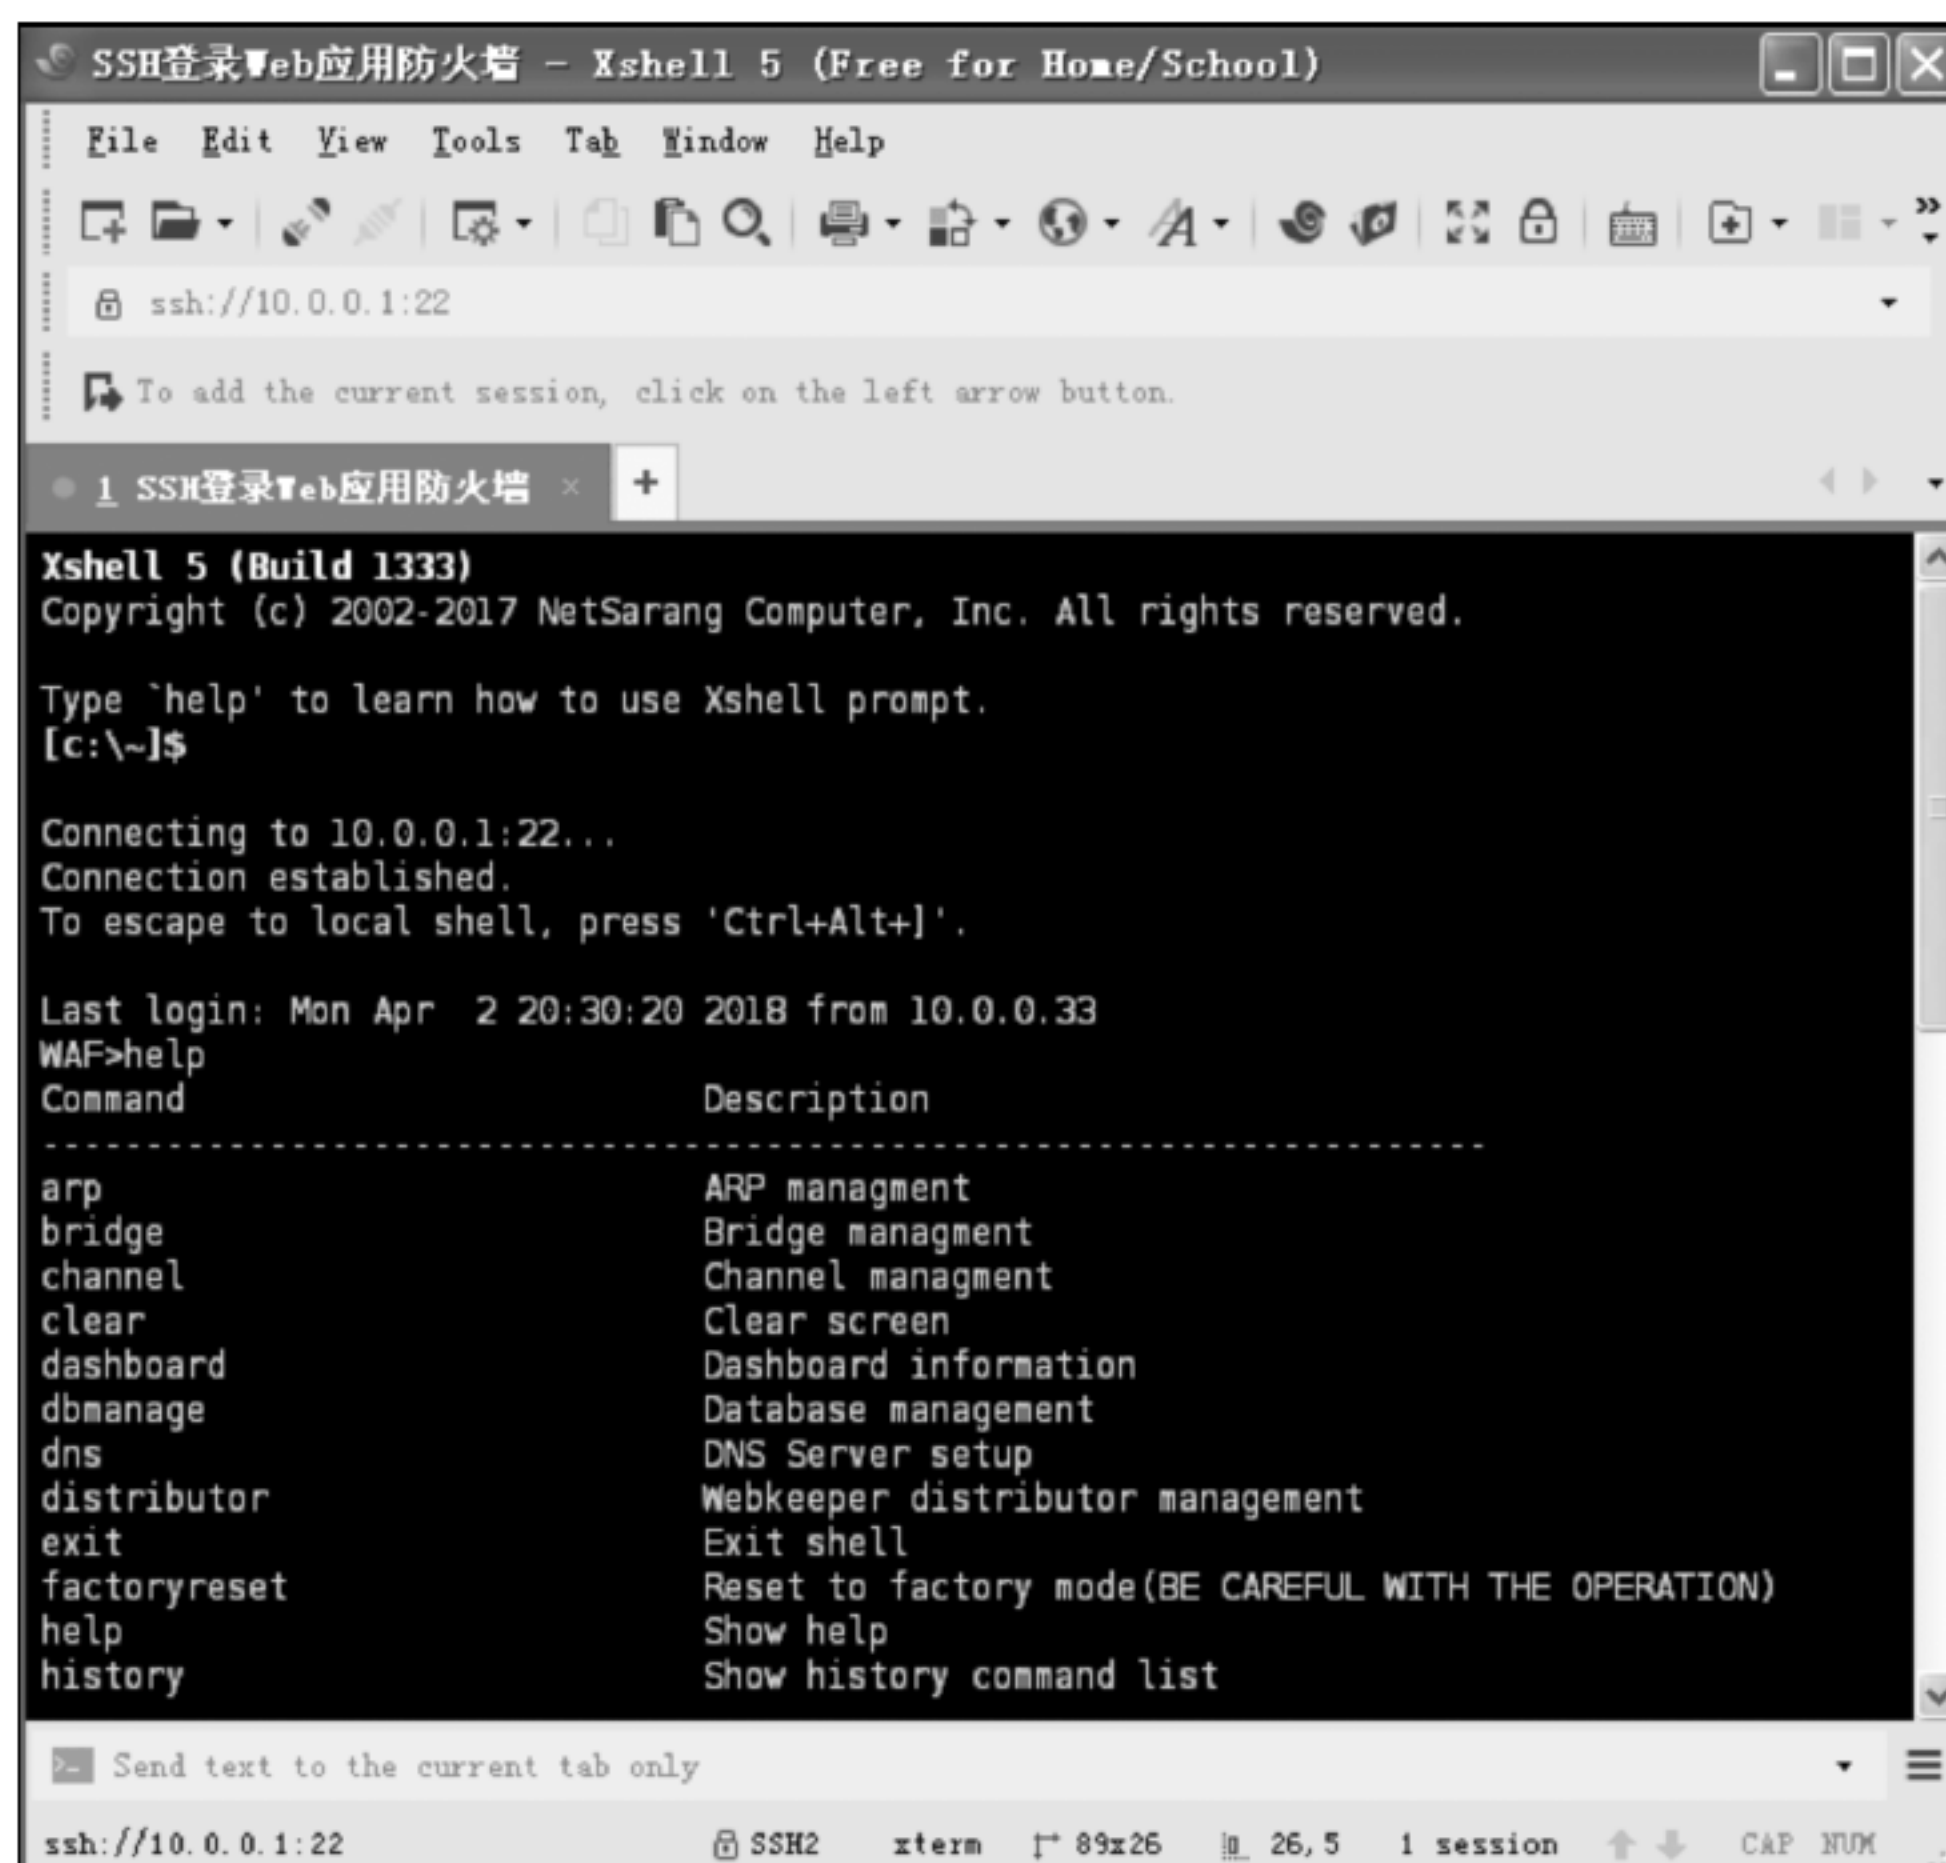 SSH登录Web应用防火墙 - Xshell 5 (Free for Home/School)
File Edit View Tools Tab Window Help
ssh://10.0.0.1:22
To add the current session, click on the left arrow button.
1 SSH登录Web应用防火墙 × +
Xshell 5 (Build 1333)
Copyright (c) 2002-2017 NetSarang Computer, Inc. All rights reserved.
Type `help' to learn how to use Xshell prompt.
[c:\~]$
Connecting to 10.0.0.1:22...
Connection established.
To escape to local shell, press 'Ctrl+Alt+]'.
Last login: Mon Apr  2 20:30:20 2018 from 10.0.0.33
WAF>help
Command Description
----------------------------------------------------------------------
arp ARP managment
bridge Bridge managment
channel Channel managment
clear Clear screen
dashboard Dashboard information
dbmanage Database management
dns DNS Server setup
distributor Webkeeper distributor management
exit Exit shell
factoryreset Reset to factory mode(BE CAREFUL WITH THE OPERATION)
help Show help
history Show history command list
Send text to the current tab only
ssh://10.0.0.1:22 SSH2 xterm 89x26 26,5 1 session CAP NUM